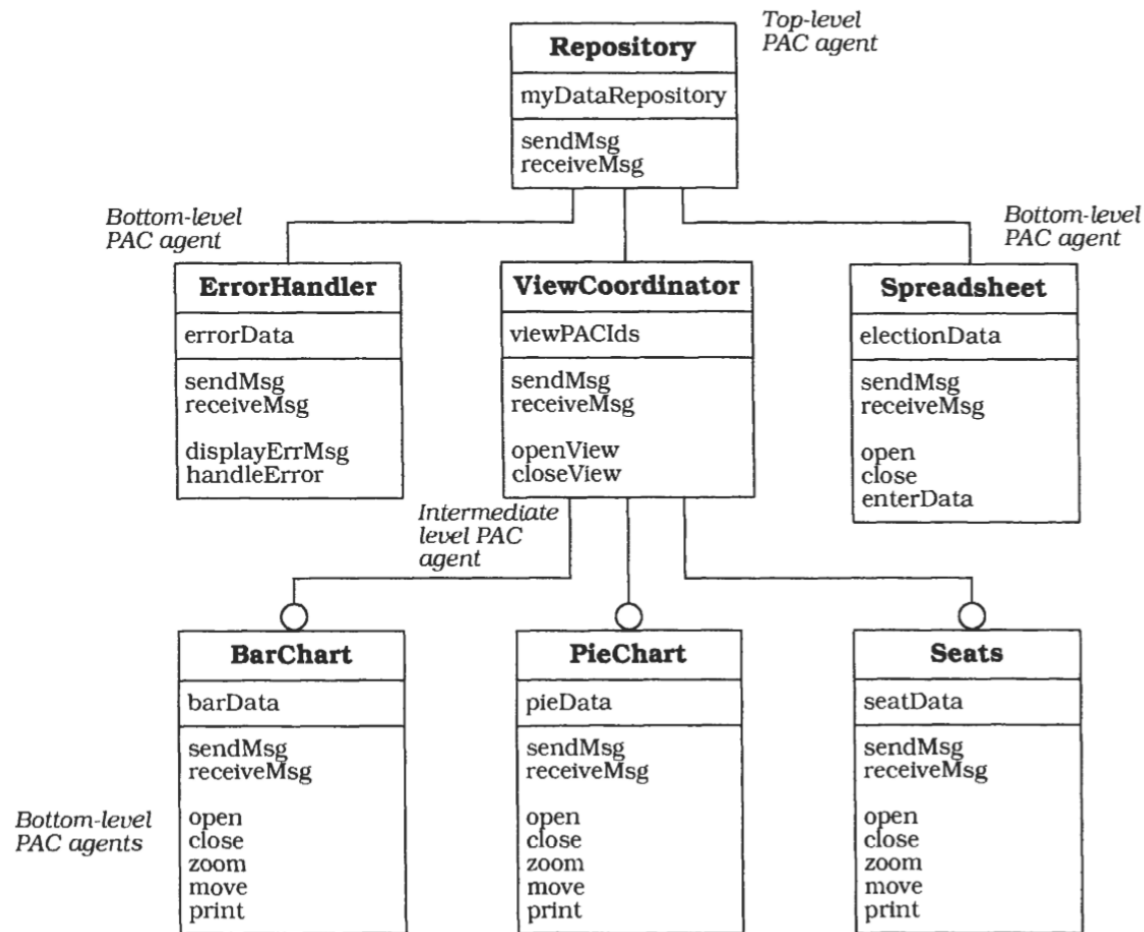 Top-level
PAC agent
Repository
myDataRepository
sendMsg
receiveMsg
Bottom-level
PAC agent
ErrorHandler
errorData
sendMsg
receiveMsg
displayErrMsg
handleError
ViewCoordinator
viewPACIds
sendMsg
receiveMsg
openView
closeView
Bottom-level
PAC agent
Spreadsheet
electionData
sendMsg
receiveMsg
open
close
enterData
Intermediate
level PAC
agent
BarChart
barData
sendMsg
receiveMsg
open
close
zoom
move
print
PieChart
pieData
sendMsg
receiveMsg
open
close
zoom
move
print
Seats
seatData
sendMsg
receiveMsg
open
close
zoom
move
print
Bottom-level
PAC agents